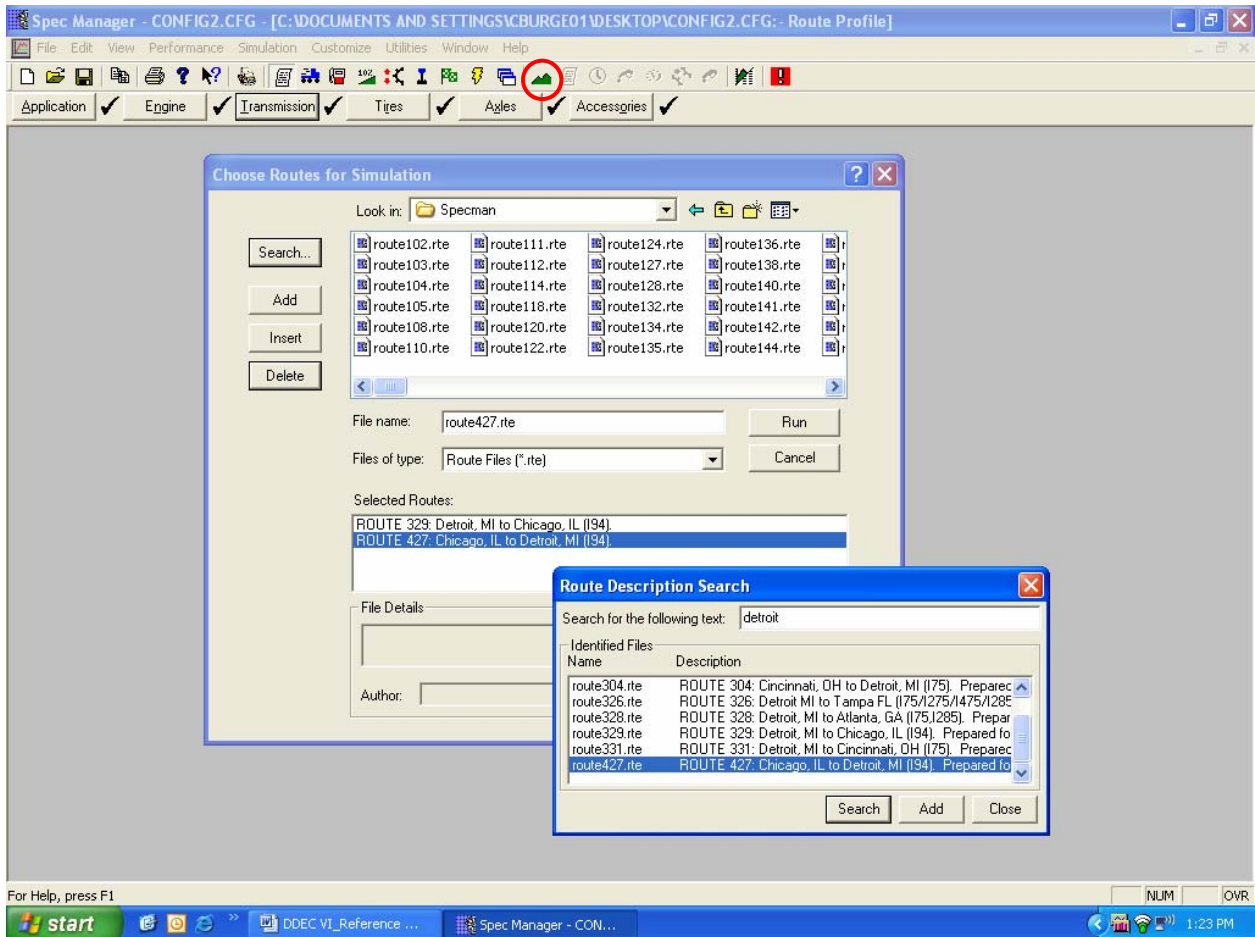 Spec Manager - CONFIG2.CFG - [C:\DOCUMENTS AND SETTINGS\CBURGE01\DESKTOP\CONFIG2.CFG:- Route Profile]
File Edit View Performance Simulation Customize Utilities Window Help
Application Engine Transmission Tires Axles Accessories
Choose Routes for Simulation
Look in: Specman
Search...
Add
Insert
Delete
route102.rte route111.rte route124.rte route136.rte
route103.rte route112.rte route127.rte route138.rte
route104.rte route114.rte route128.rte route140.rte
route105.rte route118.rte route132.rte route141.rte
route108.rte route120.rte route134.rte route142.rte
route110.rte route122.rte route135.rte route144.rte
File name: route427.rte Run
Files of type: Route Files (*.rte) Cancel
Selected Routes:
ROUTE 329: Detroit, MI to Chicago, IL (I94).
ROUTE 427: Chicago, IL to Detroit, MI (I94).
File Details
Author:
Route Description Search
Search for the following text: detroit
Identified Files
Name Description
route304.rte ROUTE 304: Cincinnati, OH to Detroit, MI (I75). Preparec
route326.rte ROUTE 326: Detroit MI to Tampa FL (I75/I275/I475/I285
route328.rte ROUTE 328: Detroit, MI to Atlanta, GA (I75,I285). Prepar
route329.rte ROUTE 329: Detroit, MI to Chicago, IL (I94). Prepared fo
route331.rte ROUTE 331: Detroit, MI to Cincinnati, OH (I75). Preparec
route427.rte ROUTE 427: Chicago, IL to Detroit, MI (I94). Prepared fo
Search Add Close
For Help, press F1 NUM OVR
start DDEC VI_Reference ... Spec Manager - CON... 1:23 PM